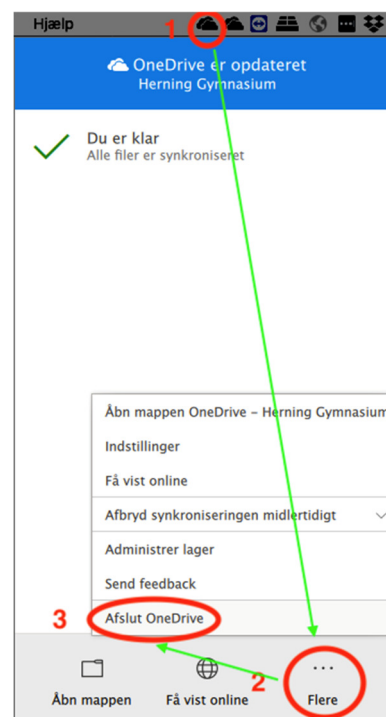 Hjælp
1
OneDrive er opdateret
Herning Gymnasium
Du er klar
Alle filer er synkroniseret
Åbn mappen OneDrive – Herning Gymnasium
Indstillinger
Få vist online
Afbryd synkroniseringen midlertidigt
Administrer lager
Send feedback
3 Afslut OneDrive
2
Åbn mappen Få vist online Flere